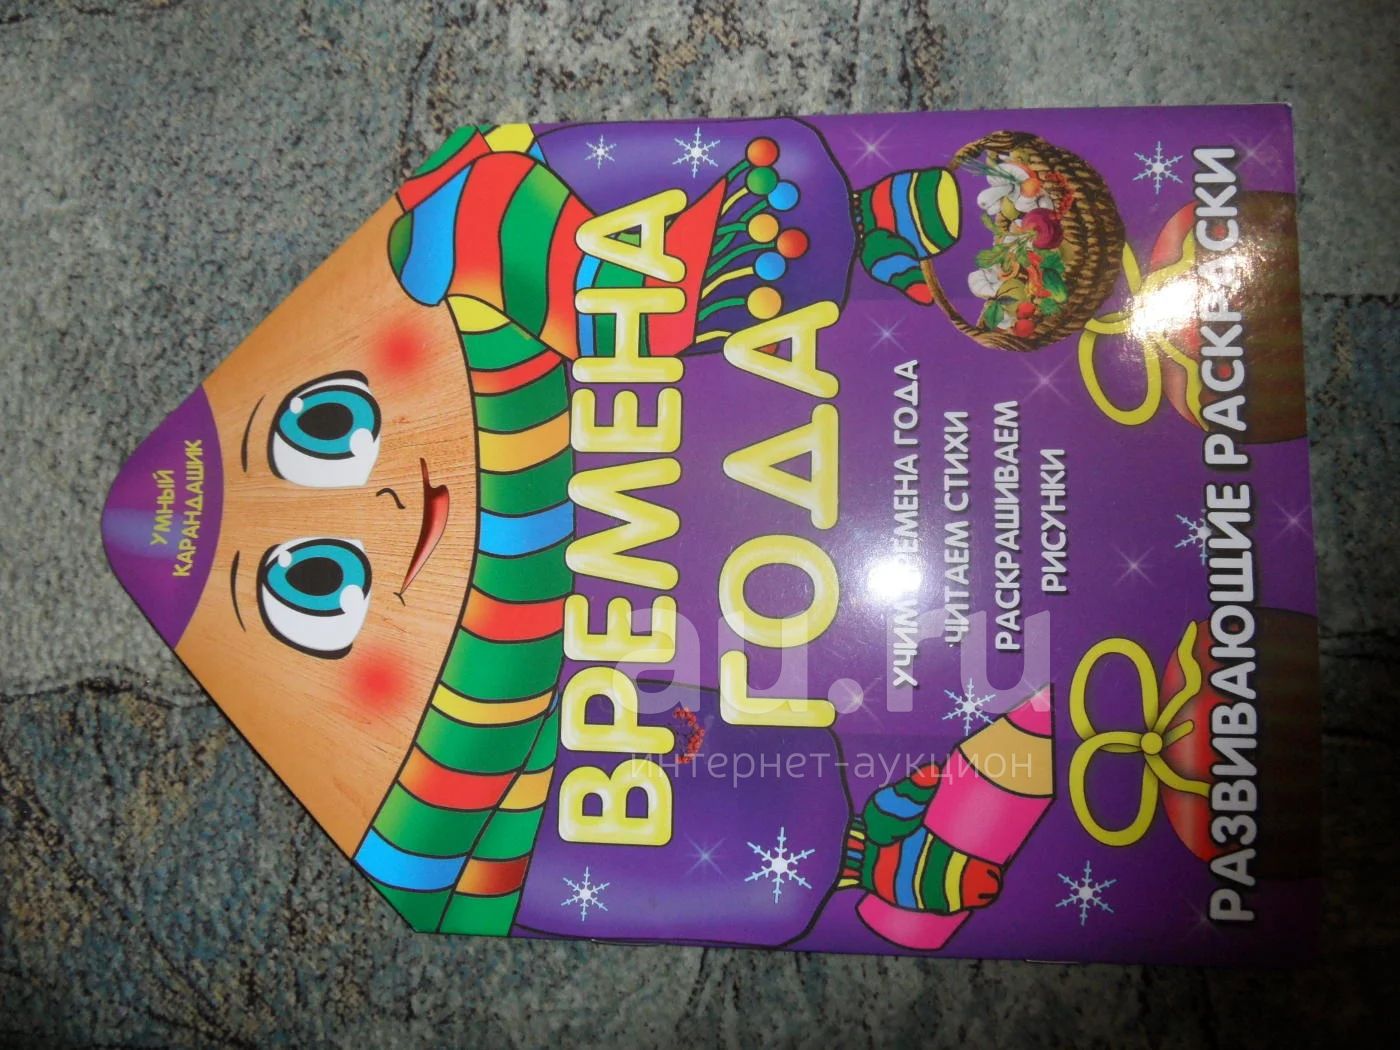 УМНЫЙ
КАРАНДАШИК
ВРЕМЕНА
ГОДА
УЧИМ ВРЕМЕНА ГОДА
ЧИТАЕМ СТИХИ
РАСКРАШИВАЕМ
РИСУНКИ
РАЗВИВАЮЩИЕ РАСКРАСКИ
au.ru
интернет-аукцион